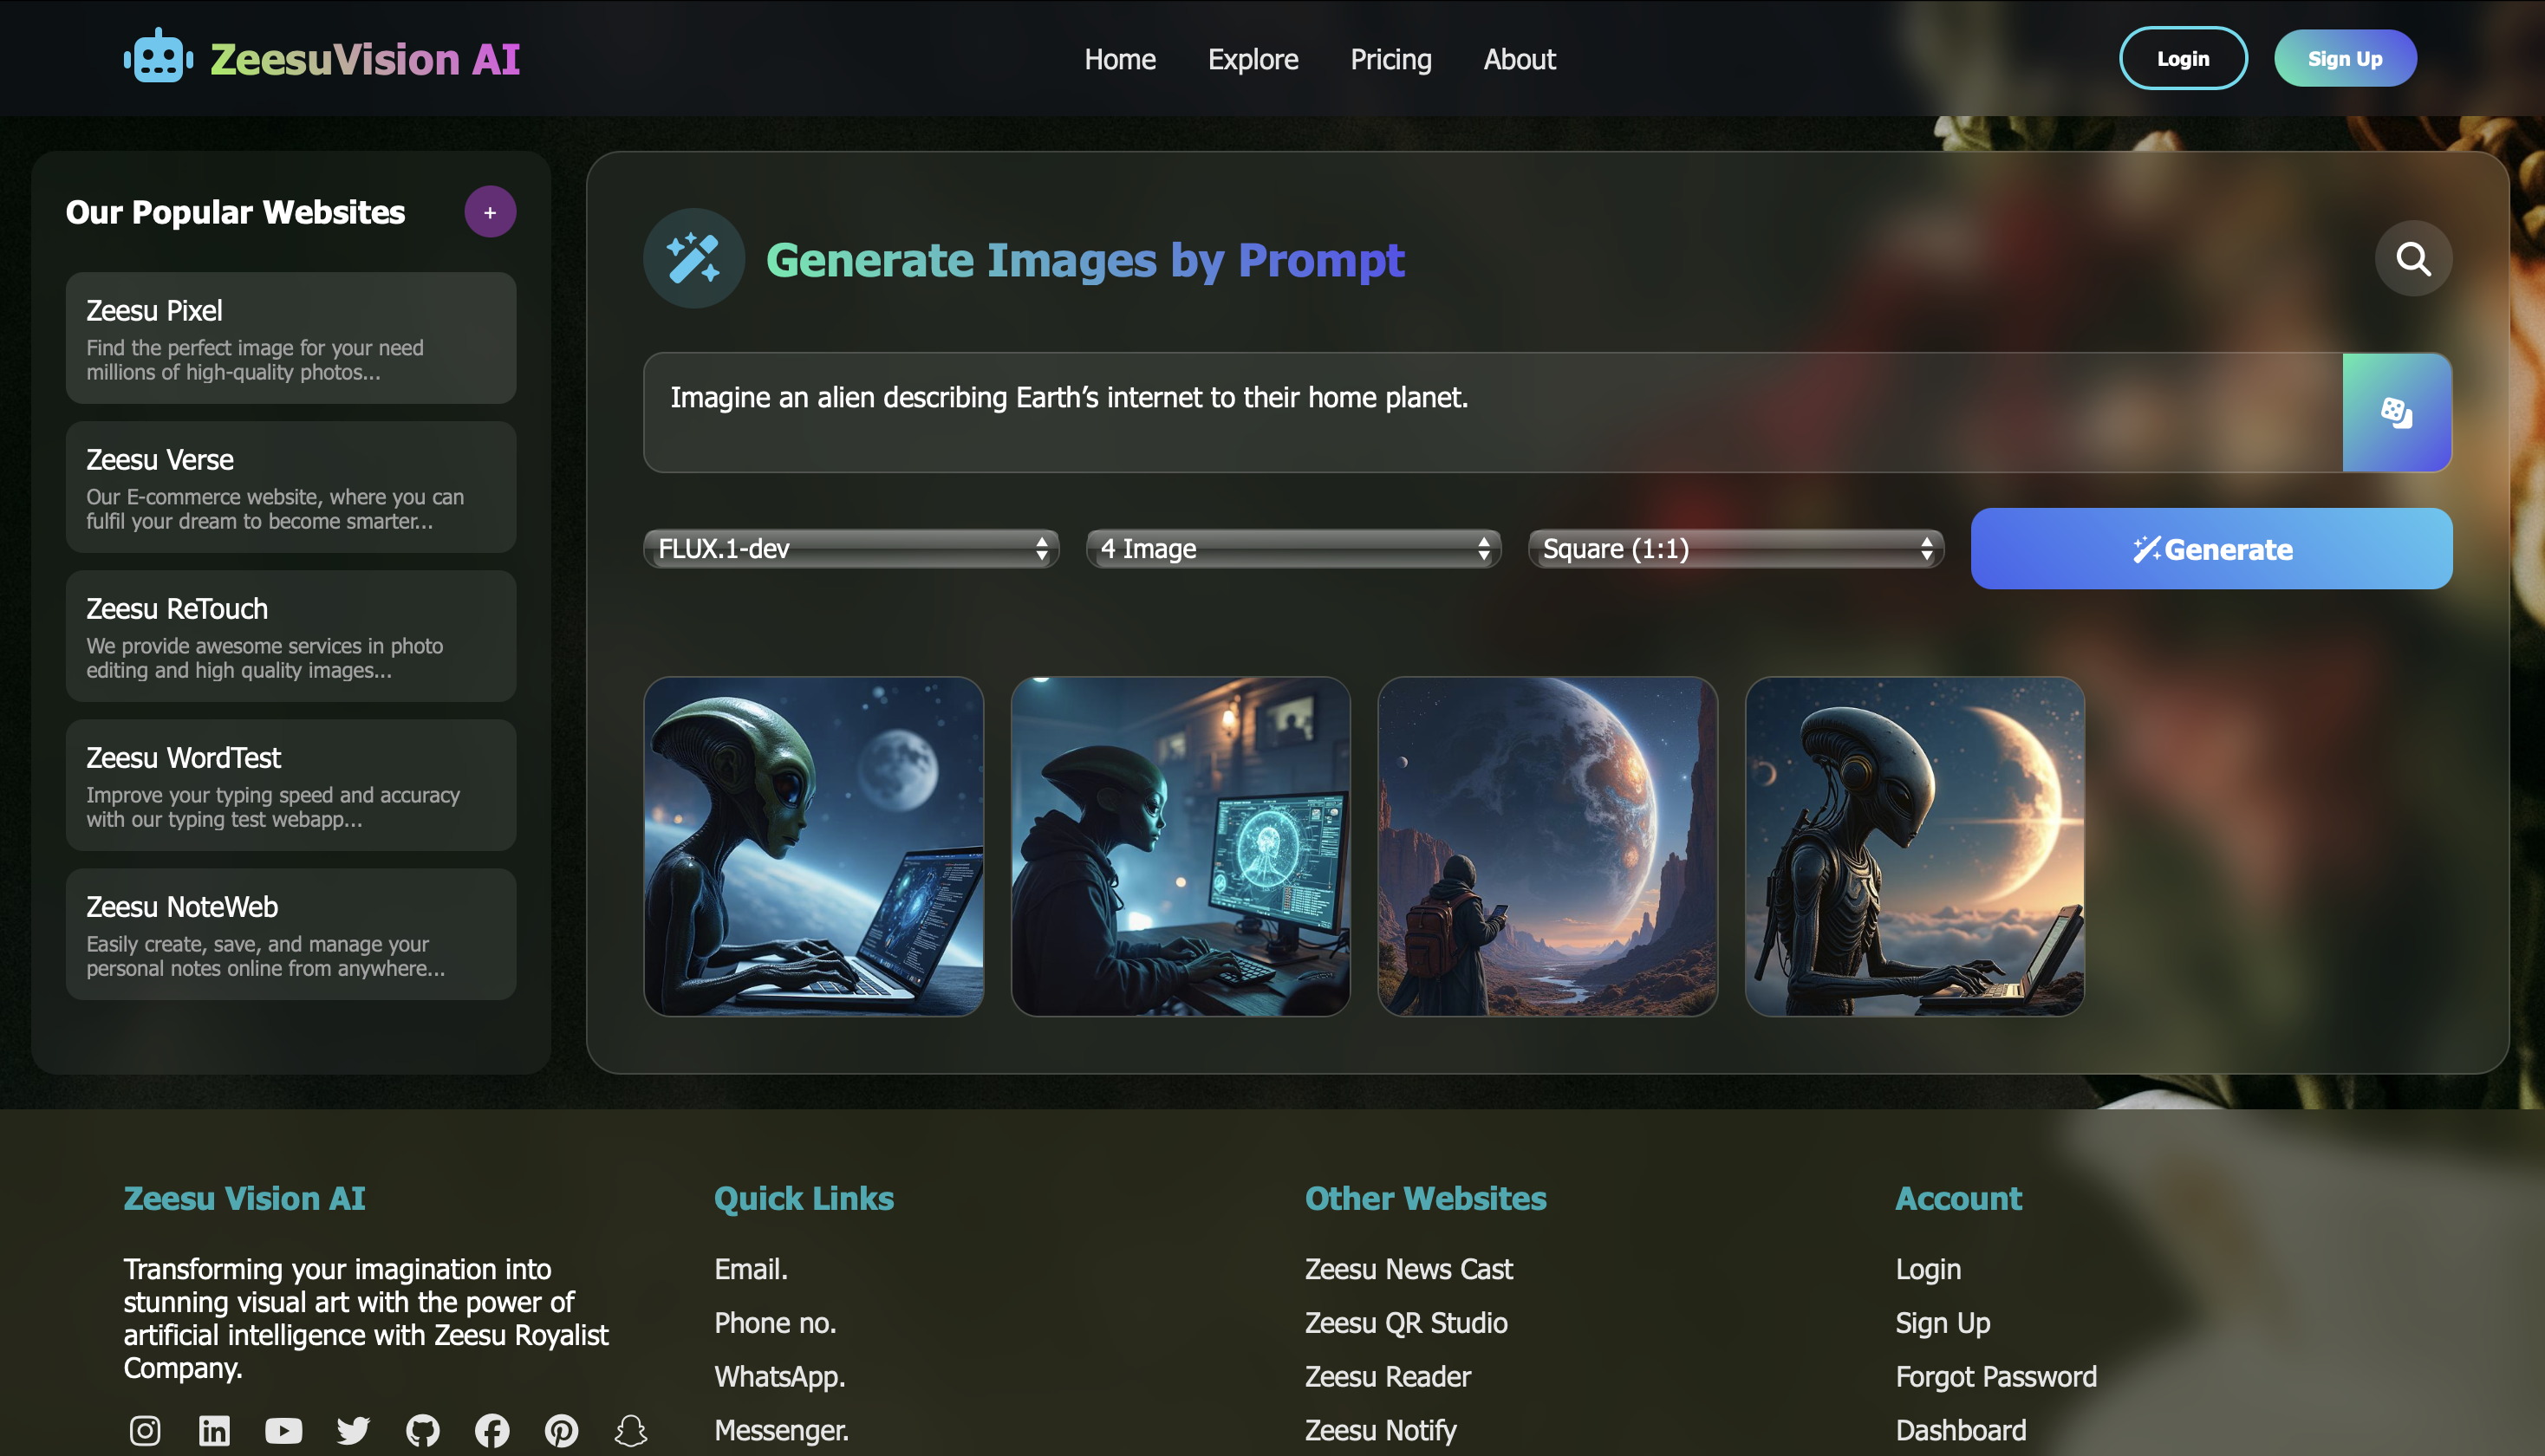 ZeesuVision AI
Home
Explore
Pricing
About
Login
Sign Up
Our Popular Websites
+
Zeesu Pixel
Find the perfect image for your need
millions of high-quality photos...
Zeesu Verse
Our E-commerce website, where you can
fulfil your dream to become smarter...
Zeesu ReTouch
We provide awesome services in photo
editing and high quality images...
Zeesu WordTest
Improve your typing speed and accuracy
with our typing test webapp...
Zeesu NoteWeb
Easily create, save, and manage your
personal notes online from anywhere...
Generate Images by Prompt
Imagine an alien describing Earth’s internet to their home planet.
FLUX.1-dev
4 Image
Square (1:1)
Generate
Zeesu Vision AI
Transforming your imagination into
stunning visual art with the power of
artificial intelligence with Zeesu Royalist
Company.
Quick Links
Email.
Phone no.
WhatsApp.
Messenger.
Other Websites
Zeesu News Cast
Zeesu QR Studio
Zeesu Reader
Zeesu Notify
Account
Login
Sign Up
Forgot Password
Dashboard